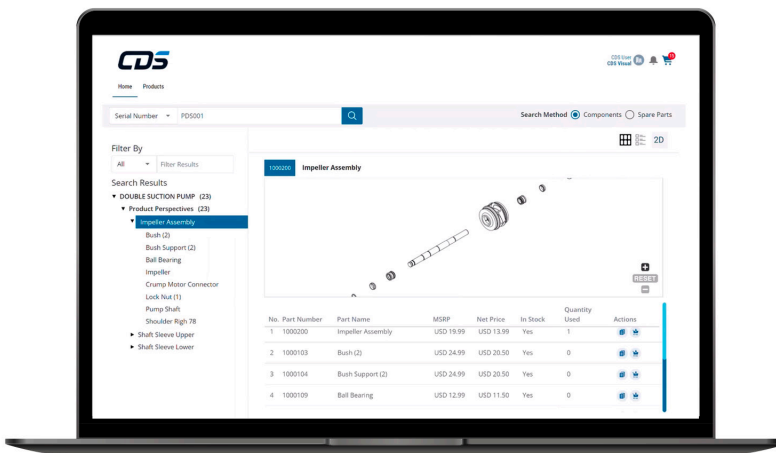 CDS
CDS User
CDS Visual
Home Products
Serial Number PDS001
Search Method Components Spare Parts
2D
Filter By
All Filter Results
Search Results
DOUBLE SUCTION PUMP (23)
Product Perspectives (23)
Impeller Assembly
Bush (2)
Bush Support (2)
Ball Bearing
Impeller
Crump Motor Connector
Lock Nut (1)
Pump Shaft
Shoulder Righ 78
Shaft Sleeve Upper
Shaft Sleeve Lower
1000200 Impeller Assembly
RESET
No. Part Number Part Name MSRP Net Price In Stock Quantity Used Actions
1 1000200 Impeller Assembly USD 19.99 USD 13.99 Yes 1
2 1000103 Bush (2) USD 24.99 USD 20.50 Yes 0
3 1000104 Bush Support (2) USD 24.99 USD 20.50 Yes 0
4 1000109 Ball Bearing USD 12.99 USD 11.50 Yes 0